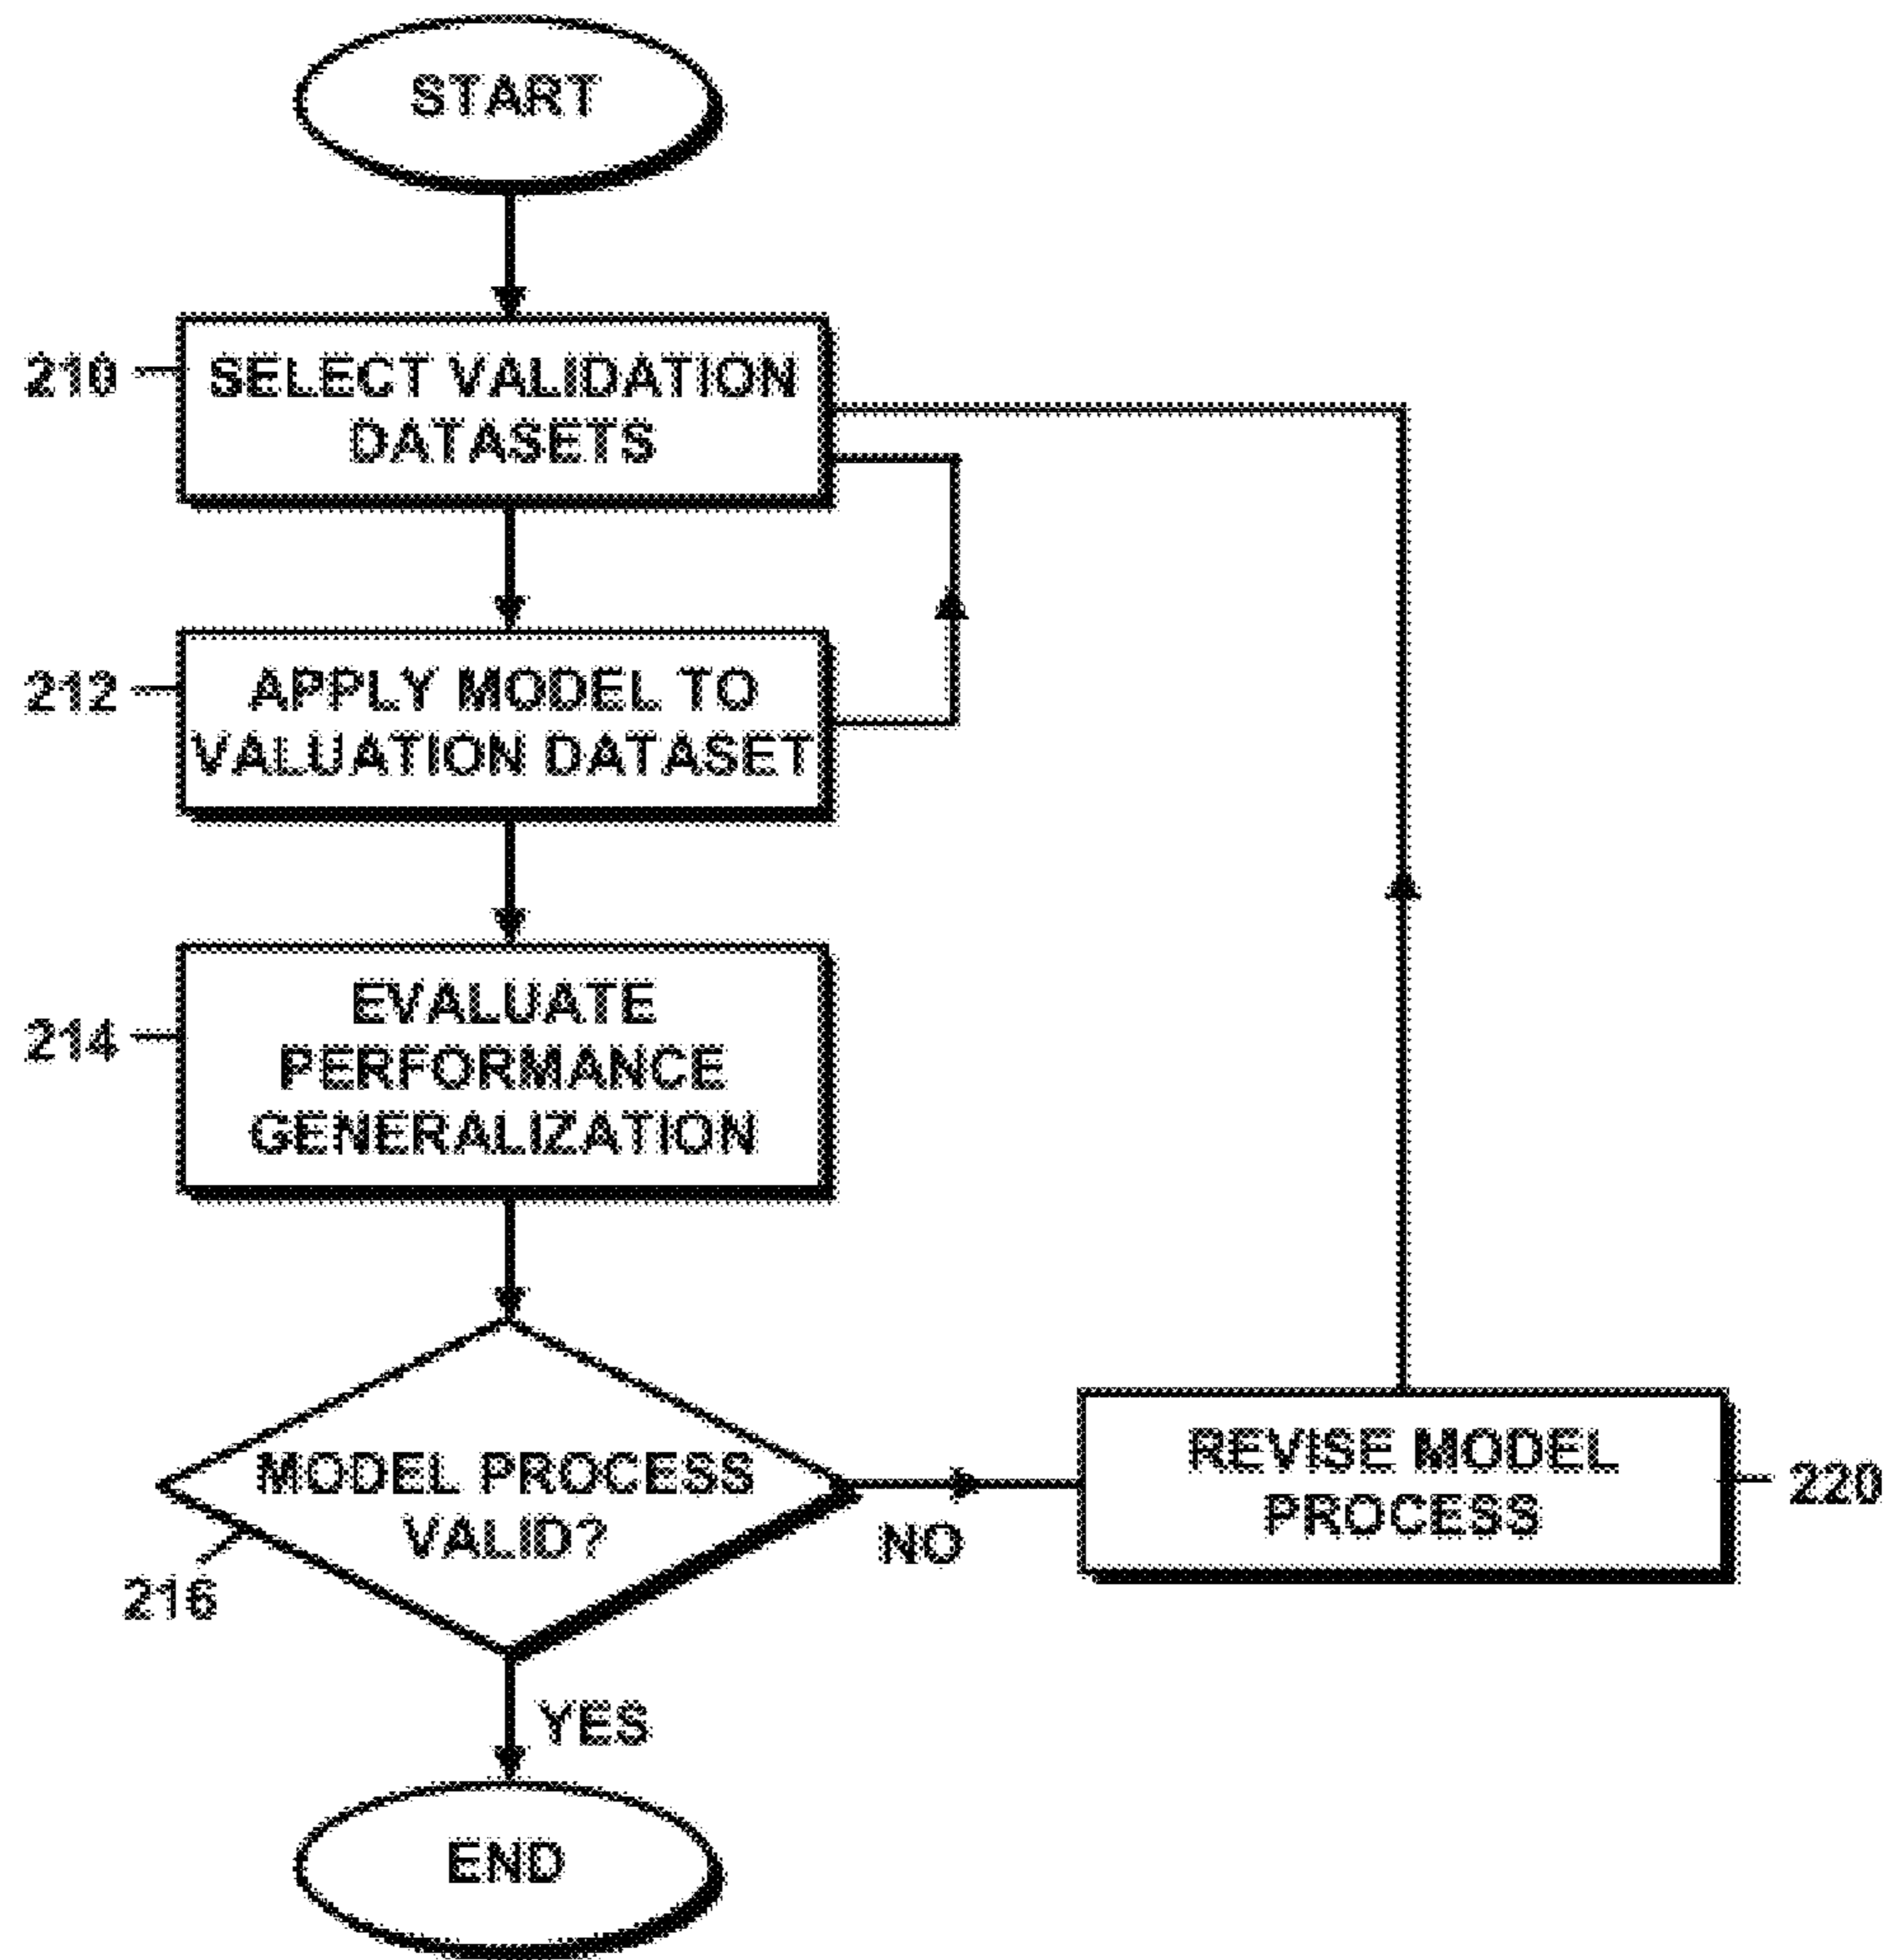 START
210
SELECT VALIDATION
DATASETS
212
APPLY MODEL TO
VALUATION DATASET
214
EVALUATE
PERFORMANCE
GENERALIZATION
MODEL PROCESS
VALID?
216
NO
REVISE MODEL
PROCESS
220
YES
END